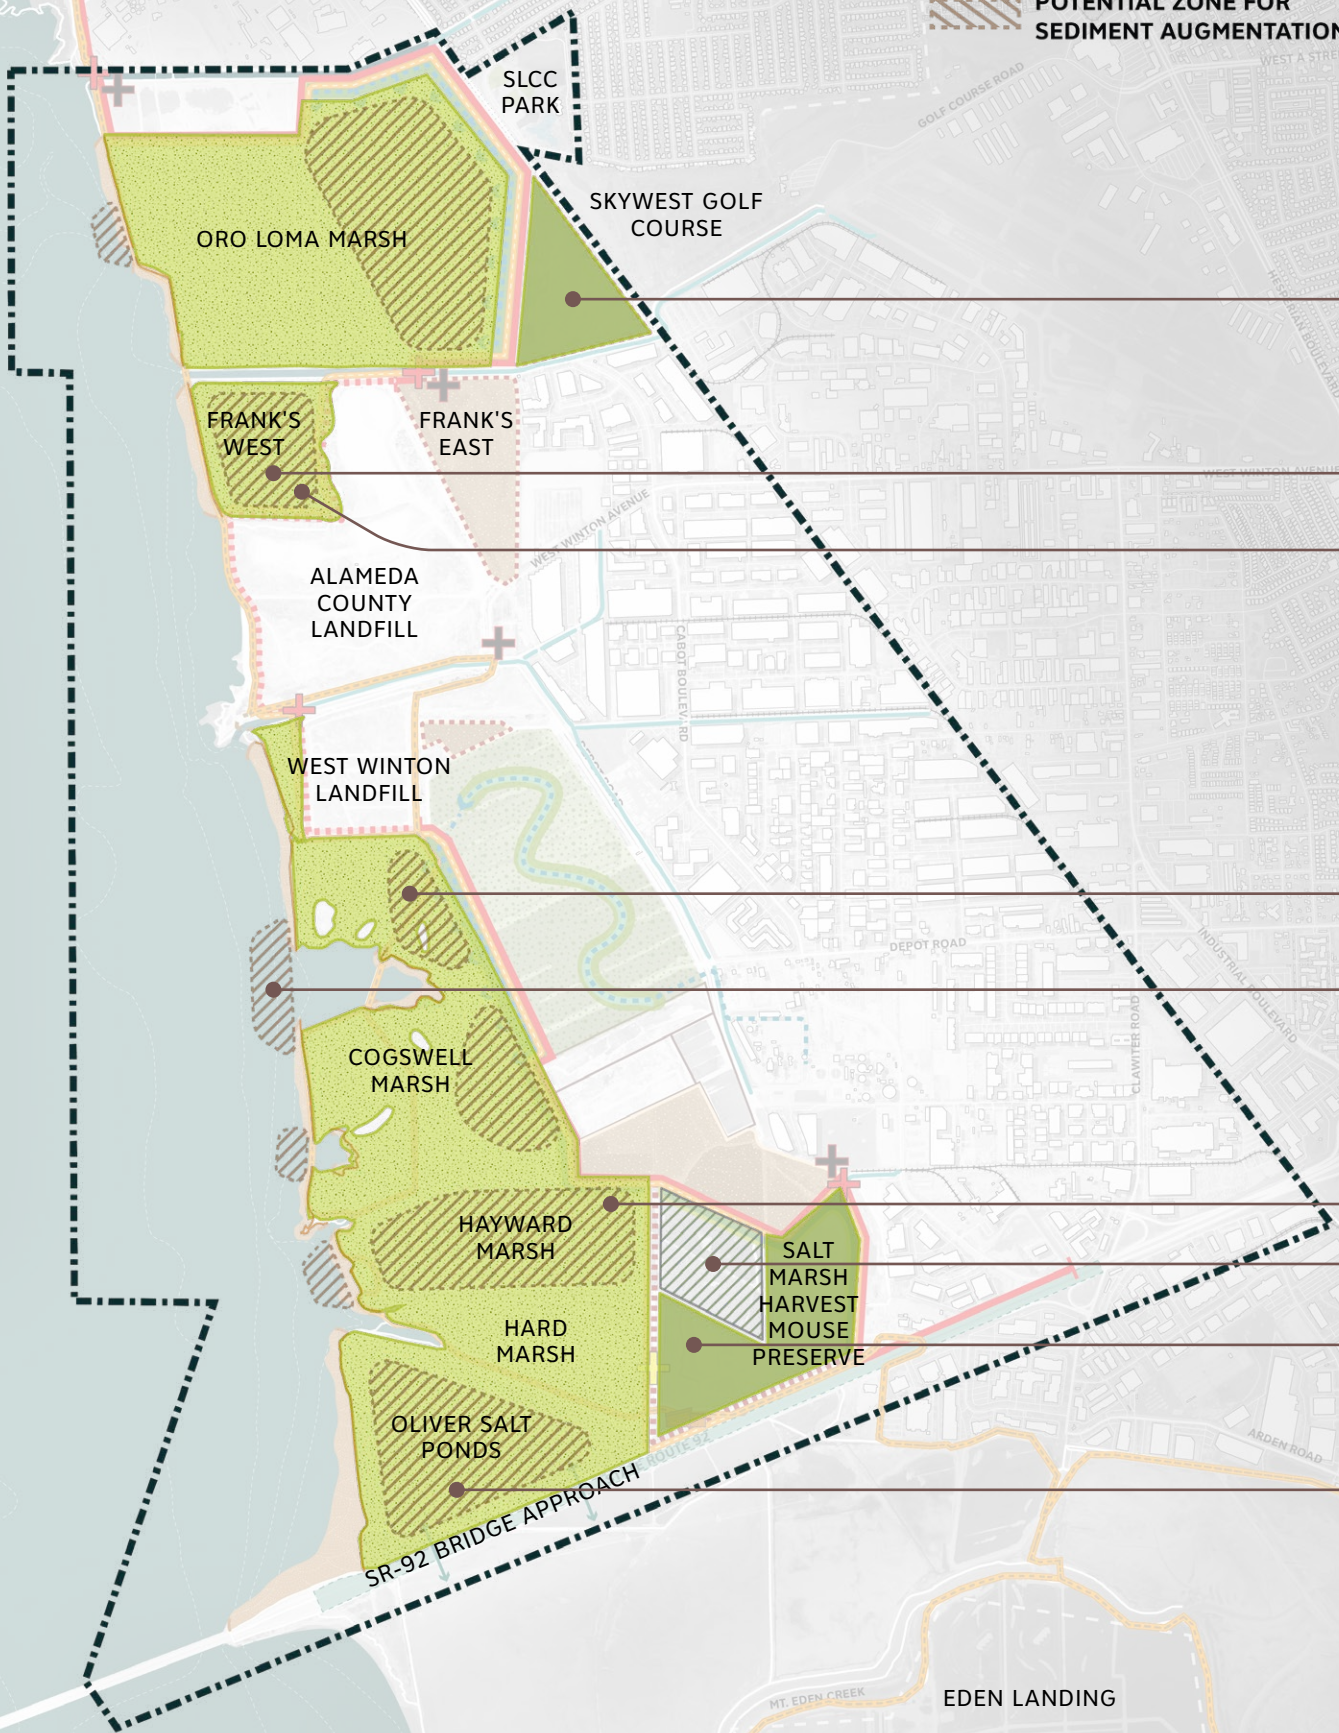 POTENTIAL ZONE FOR
SEDIMENT AUGMENTATION
WEST A STRE
GOLF COURSE ROAD
SLCC
PARK
SKYWEST GOLF
COURSE
ORO LOMA MARSH
FRANK'S
WEST
FRANK'S
EAST
WEST WINTON AVENUE
WEST WINTON AVENUE
ALAMEDA
COUNTY
LANDFILL
CABOT BOULEVARD
WEST WINTON
LANDFILL
DEPOT ROAD
INDUSTRIAL BOULEVARD
CLAWITER ROAD
COGSWELL
MARSH
HAYWARD
MARSH
SALT
MARSH
HARVEST
MOUSE
PRESERVE
HARD
MARSH
OLIVER SALT
PONDS
ROUTE 92
ARDEN ROAD
SR-92 BRIDGE APPROACH
MT. EDEN CREEK
EDEN LANDING